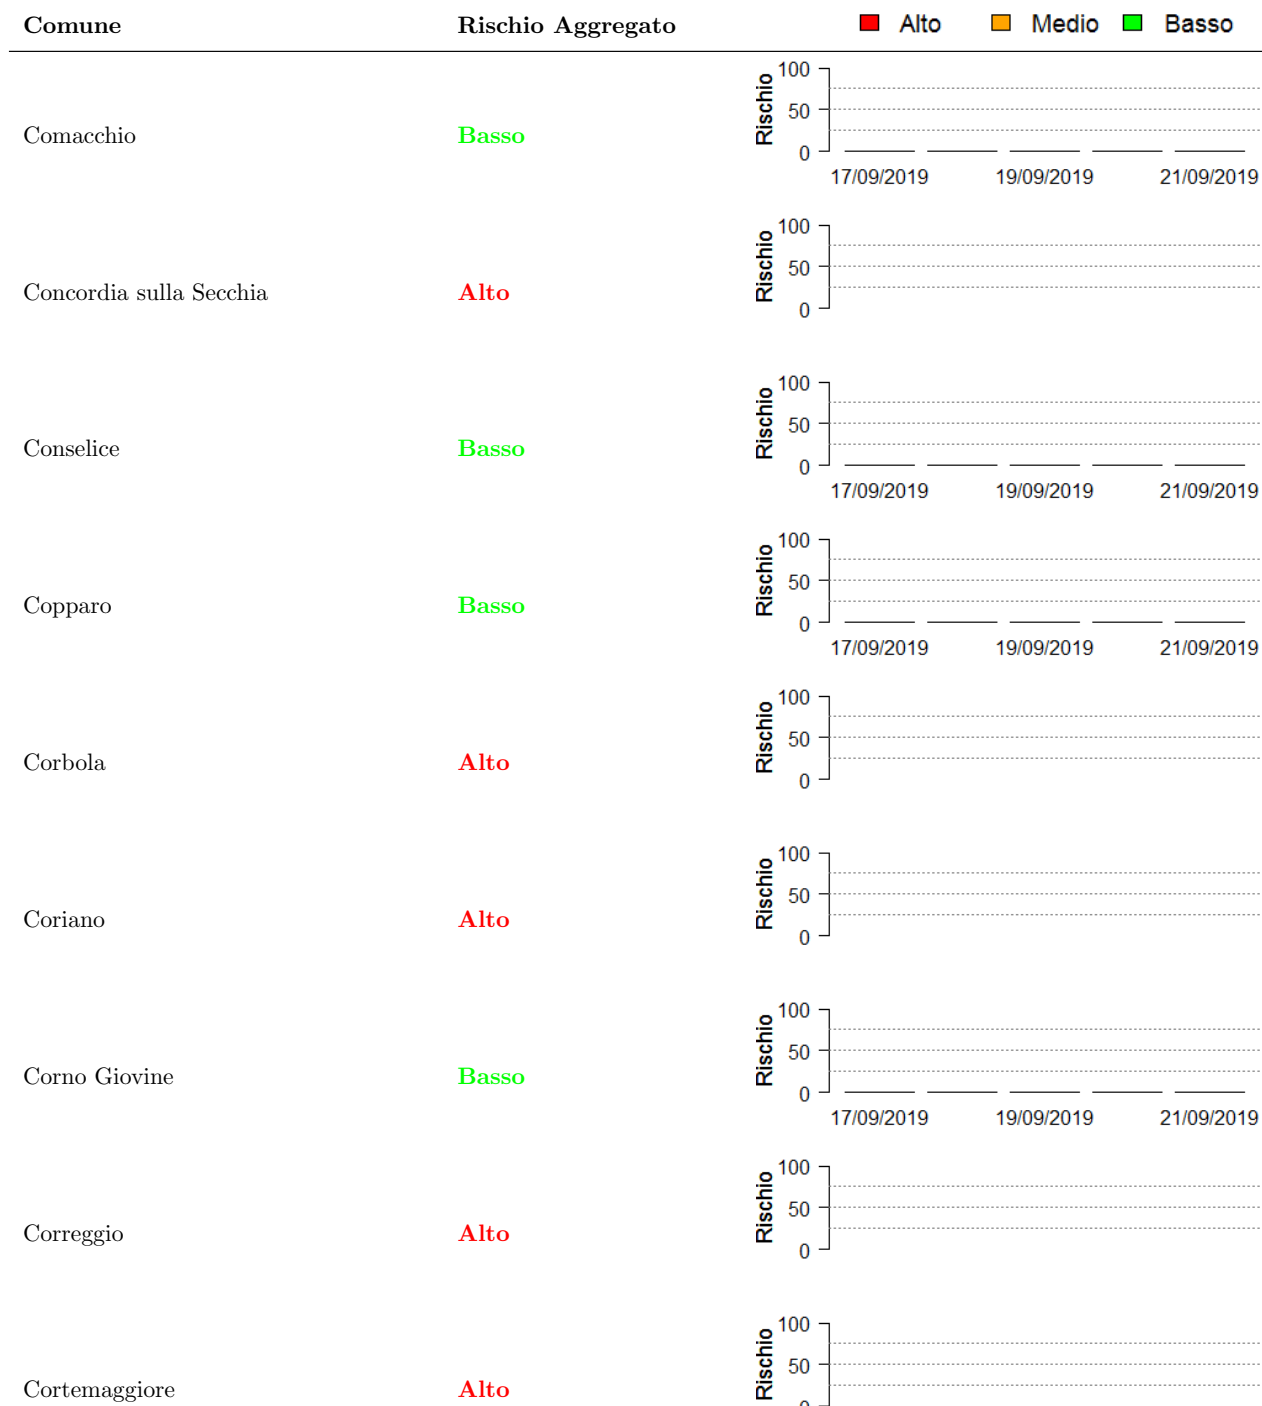 Comune Rischio Aggregato Alto Medio Basso
100
50
0
Rischio
Comacchio Basso
17/09/2019 19/09/2019 21/09/2019
100
50
0
Rischio
Concordia sulla Secchia Alto
100
50
0
Rischio
Conselice Basso
17/09/2019 19/09/2019 21/09/2019
100
50
0
Rischio
Copparo Basso
17/09/2019 19/09/2019 21/09/2019
100
50
0
Rischio
Corbola Alto
100
50
0
Rischio
Coriano Alto
100
50
0
Rischio
Corno Giovine Basso
17/09/2019 19/09/2019 21/09/2019
100
50
0
Rischio
Correggio Alto
100
50
0
Rischio
Cortemaggiore Alto